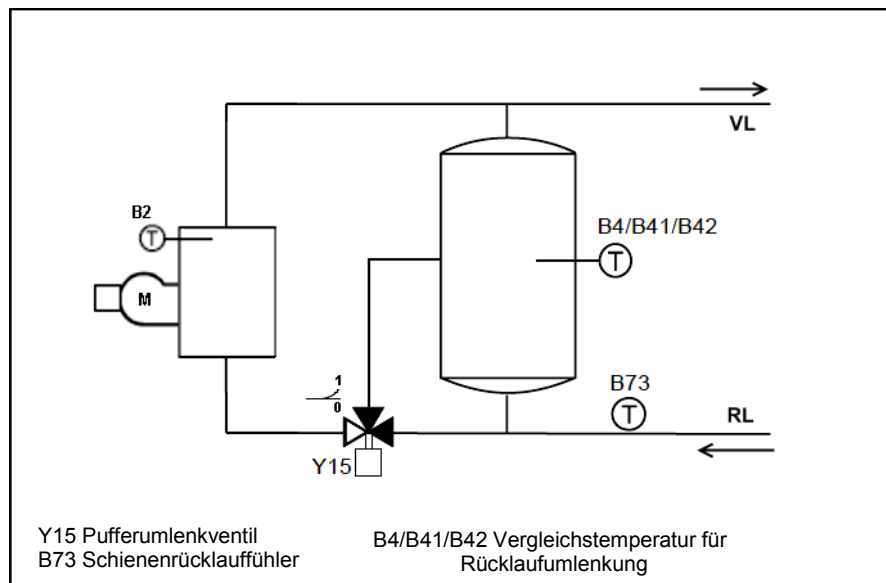 VL
B2
T
B4/B41/B42
T
M
1
0
B73
T
RL
Y15
Y15 Pufferumlenkventil
B73 Schienenrücklauffühler
B4/B41/B42 Vergleichstemperatur für
Rücklaufumlenkung